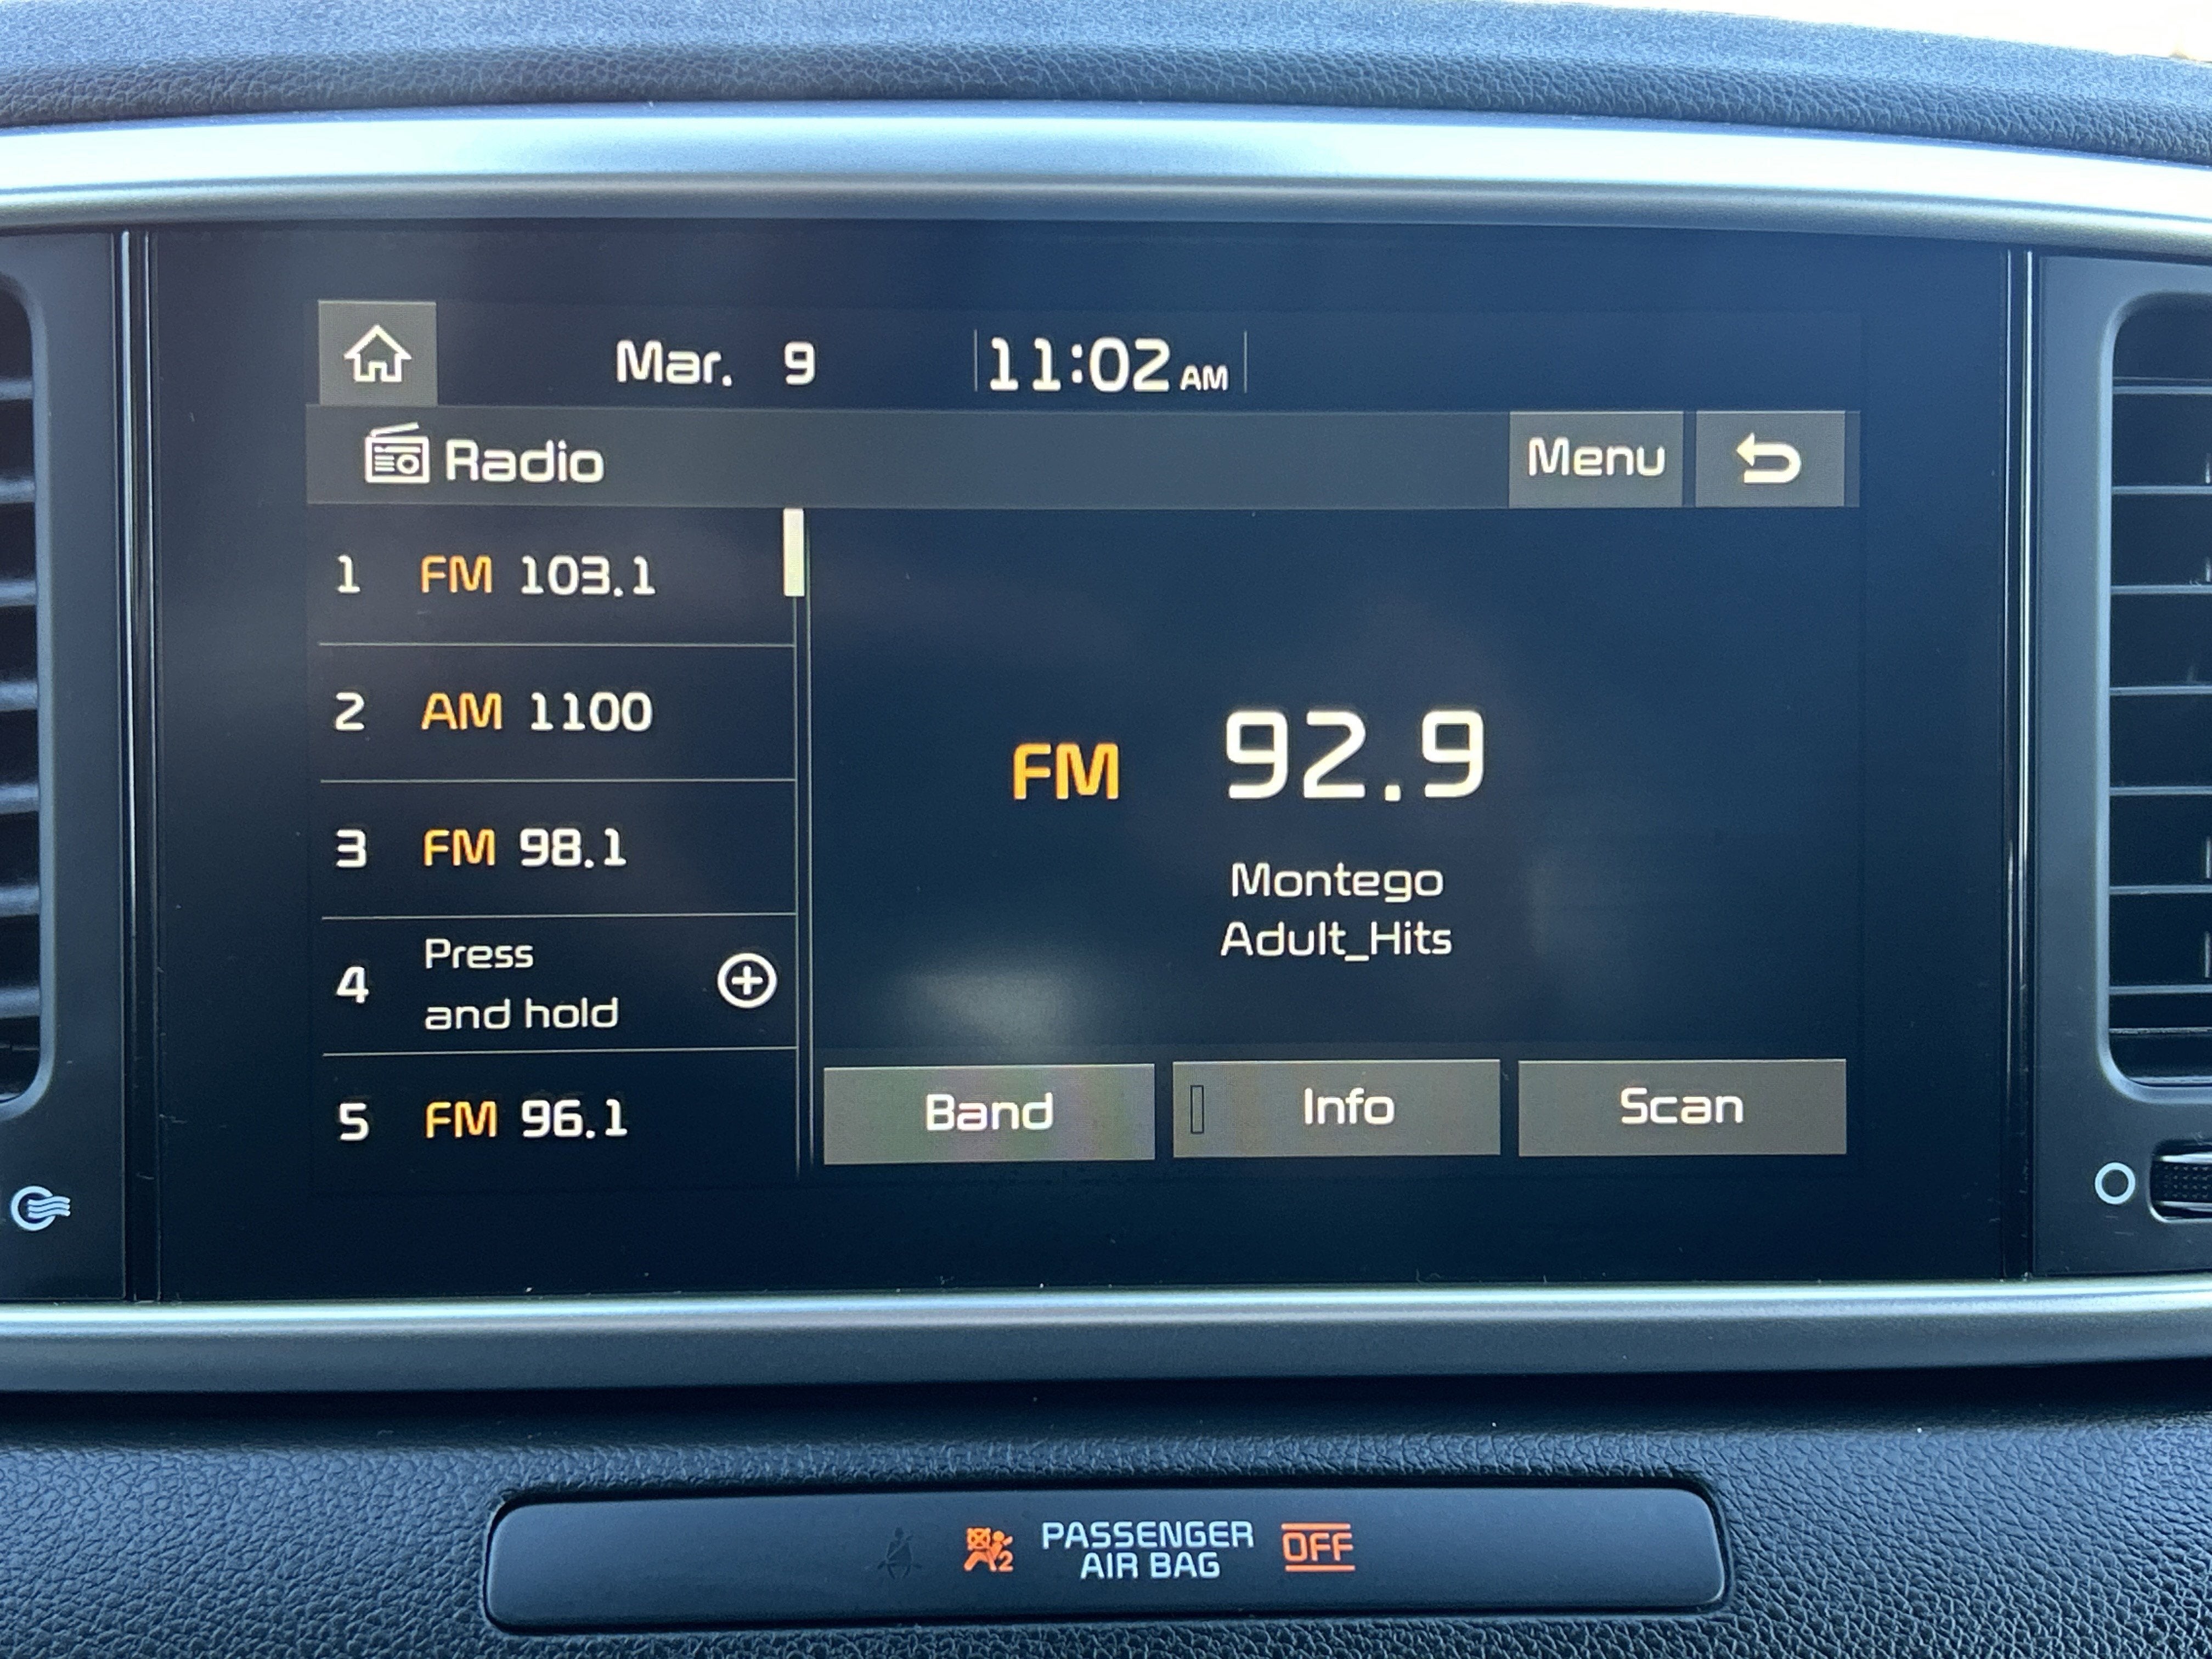 Mar. 9 11:02 AM
Radio Menu
1 FM 103.1
2 AM 1100
3 FM 98.1
4 Press
and hold
5 FM 96.1
FM 92.9
Montego
Adult_Hits
Band Info Scan
2 PASSENGER
AIR BAG OFF